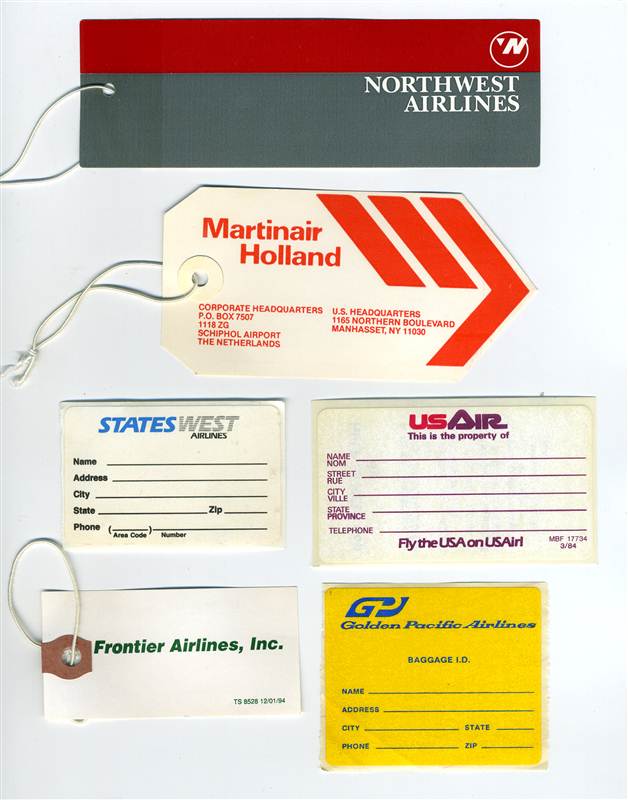 NORTHWEST
AIRLINES
Martinair
Holland
CORPORATE HEADQUARTERS
P.O. BOX 7507
1118 ZG
SCHIPHOL AIRPORT
THE NETHERLANDS
U.S. HEADQUARTERS
1165 NORTHERN BOULEVARD
MANHASSET, NY 11030
STATESWEST
AIRLINES
Name
Address
City
State Zip
Phone ( )
Area Code) Number
USAIR
This is the property of
NAME
NOM
STREET
RUE
CITY
VILLE
STATE
PROVINCE
TELEPHONE
Fly the USA on USAir!
MBF 17734
3/84
Frontier Airlines, Inc.
TS 8528 12/01/94
GP
Golden Pacific Airlines
BAGGAGE I.D.
NAME
ADDRESS
CITY STATE
PHONE ZIP